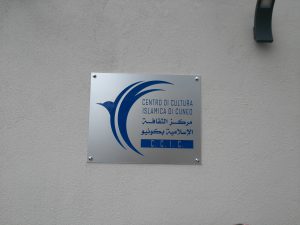 CENTRO DI CULTURA
ISLAMICA DI CUNEO
مركز الثقافة
الإسلامية بكونيو
C.C.I.C.